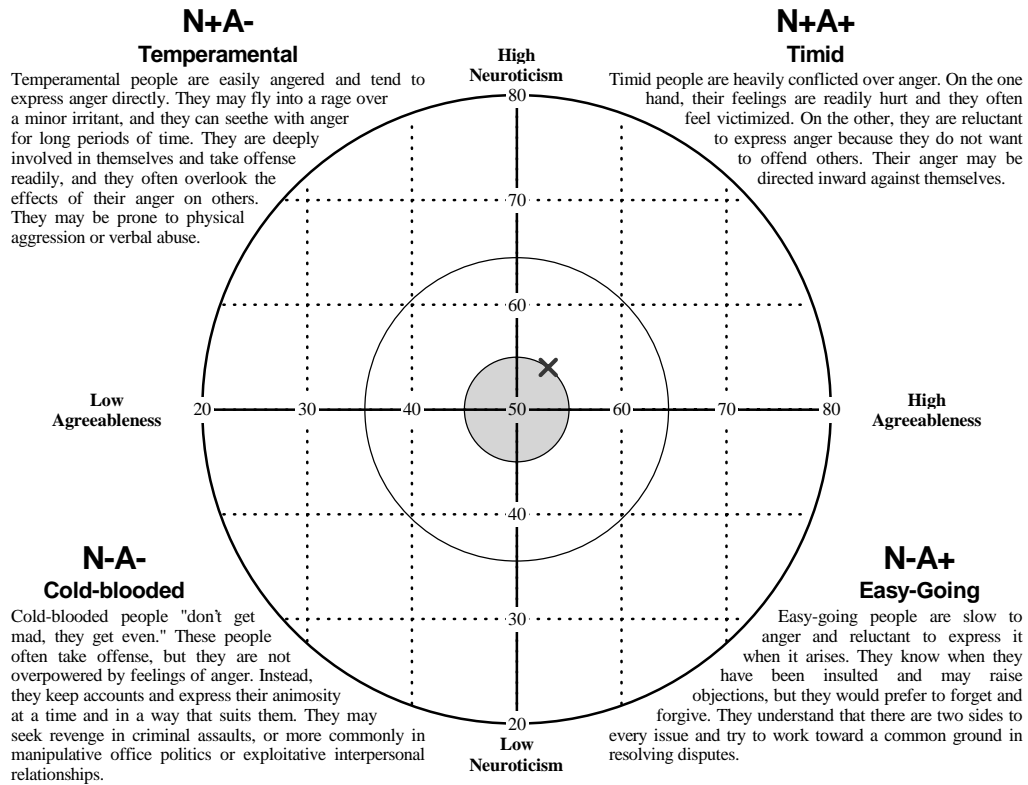 N+A-
Temperamental
Temperamental people are easily angered and tend to
express anger directly. They may fly into a rage over
a minor irritant, and they can seethe with anger
for long periods of time. They are deeply
involved in themselves and take offense
readily, and they often overlook the
effects of their anger on others.
They may be prone to physical
aggression or verbal abuse.
High
Neuroticism
N+A+
Timid
Timid people are heavily conflicted over anger. On the one
hand, their feelings are readily hurt and they often
feel victimized. On the other, they are reluctant
to express anger because they do not want
to offend others. Their anger may be
directed inward against themselves.
80
70
60
Low
Agreeableness
20 30 40 50 60 70 80
High
Agreeableness
40
30
20
Low
Neuroticism
N-A-
Cold-blooded
Cold-blooded people "don't get
mad, they get even." These people
often take offense, but they are not
overpowered by feelings of anger. Instead,
they keep accounts and express their animosity
at a time and in a way that suits them. They may
seek revenge in criminal assaults, or more commonly in
manipulative office politics or exploitative interpersonal
relationships.
N-A+
Easy-Going
Easy-going people are slow to
anger and reluctant to express it
when it arises. They know when they
have been insulted and may raise
objections, but they would prefer to forget and
forgive. They understand that there are two sides to
every issue and try to work toward a common ground in
resolving disputes.